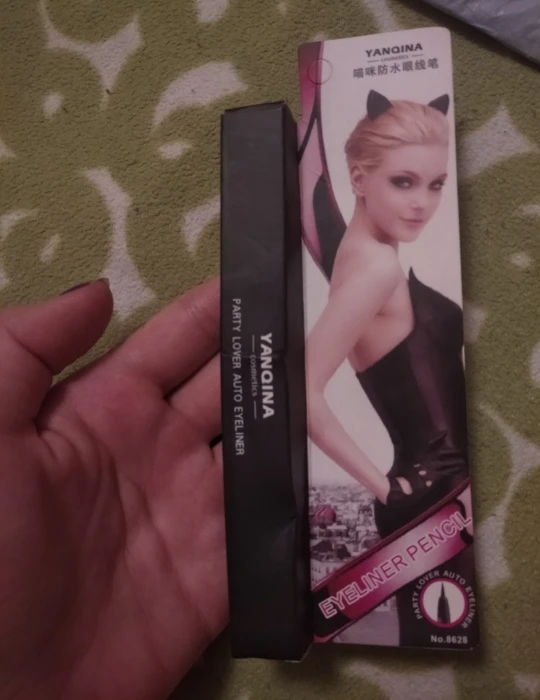 YANQINA
cosmetics
喵咪防水眼线笔
YANQINA
cosmetics
PARTY LOVER AUTO EYELINER
EYELINER PENCIL
PARTY LOVER AUTO EYELINER
No.8628